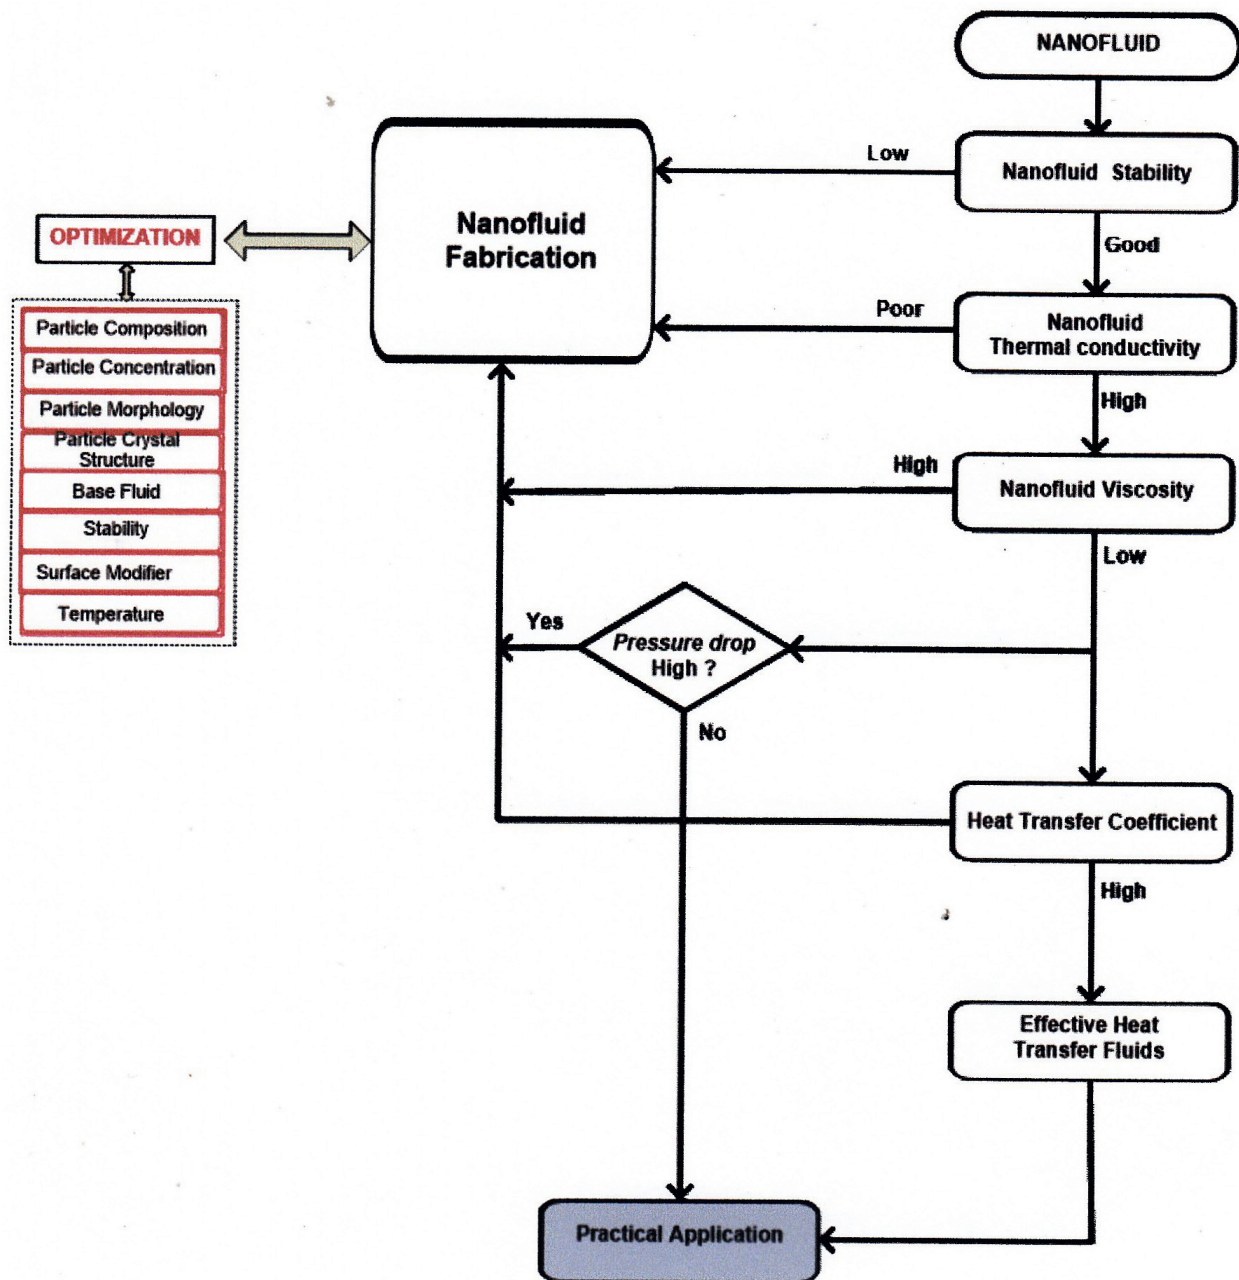 NANOFLUID
Low
Nanofluid Stability
Nanofluid
Fabrication
OPTIMIZATION
Good
Particle Composition
Particle Concentration
Particle Morphology
Particle Crystal
Structure
Base Fluid
Stability
Surface Modifier
Temperature
Poor
Nanofluid
Thermal conductivity
High
High
Nanofluid Viscosity
Low
Yes
Pressure drop
High ?
No
Heat Transfer Coefficient
High
Effective Heat
Transfer Fluids
Practical Application